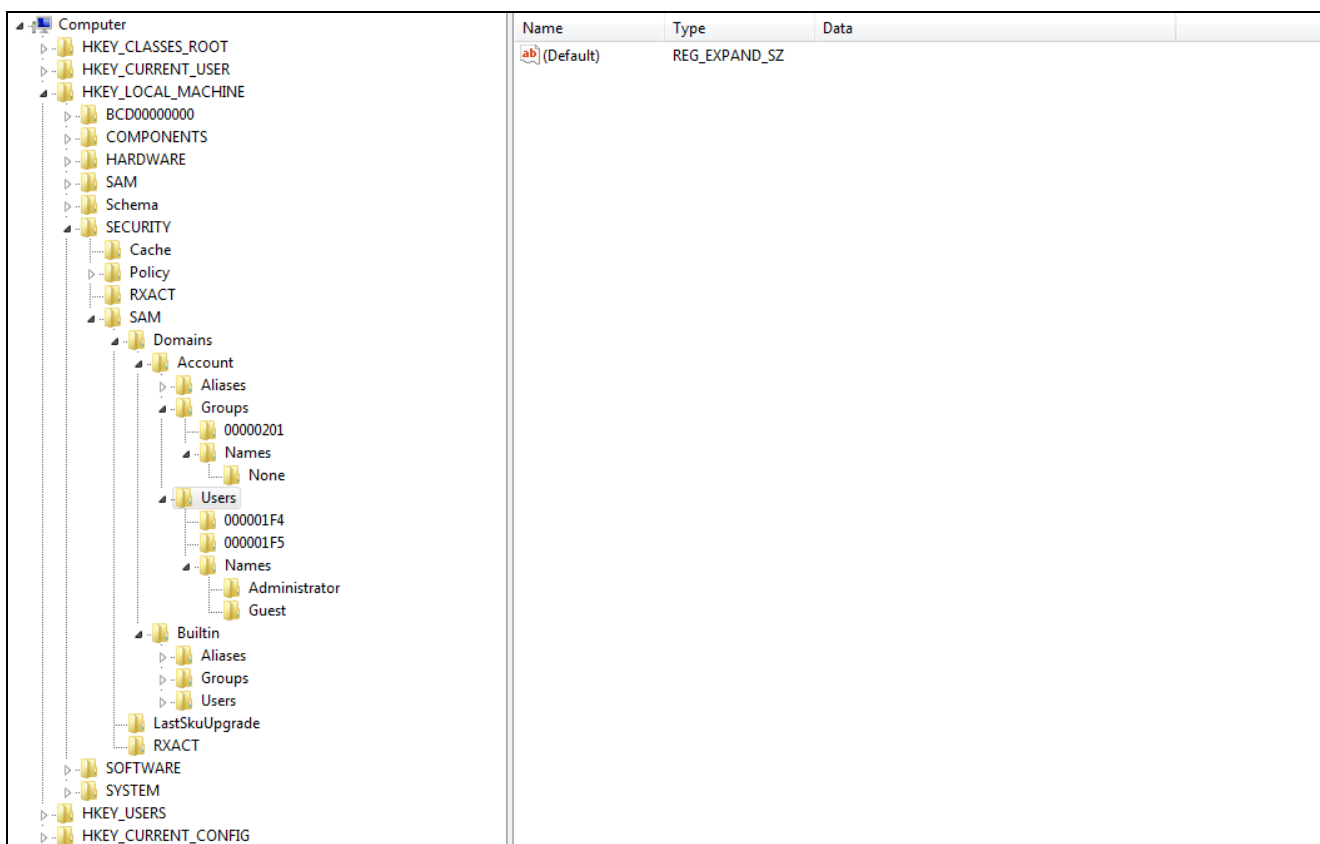 Computer
HKEY_CLASSES_ROOT
HKEY_CURRENT_USER
HKEY_LOCAL_MACHINE
BCD00000000
COMPONENTS
HARDWARE
SAM
Schema
SECURITY
Cache
Policy
RXACT
SAM
Domains
Account
Aliases
Groups
00000201
Names
None
Users
000001F4
000001F5
Names
Administrator
Guest
Builtin
Aliases
Groups
Users
LastSkuUpgrade
RXACT
SOFTWARE
SYSTEM
HKEY_USERS
HKEY_CURRENT_CONFIG
Name Type Data
ab (Default) REG_EXPAND_SZ